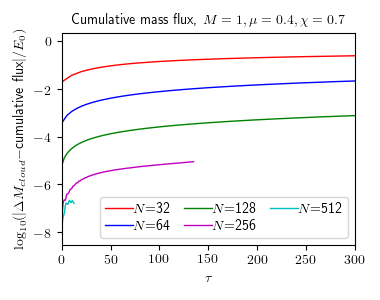 Cumulative mass flux, M = 1, μ = 0.4, χ = 0.7
log₁₀(|ΔM_cloud−cumulative flux|/E₀)
0
−2
−4
−6
−8
N=32 N=128 N=512
N=64 N=256
0 50 100 150 200 250 300
τ